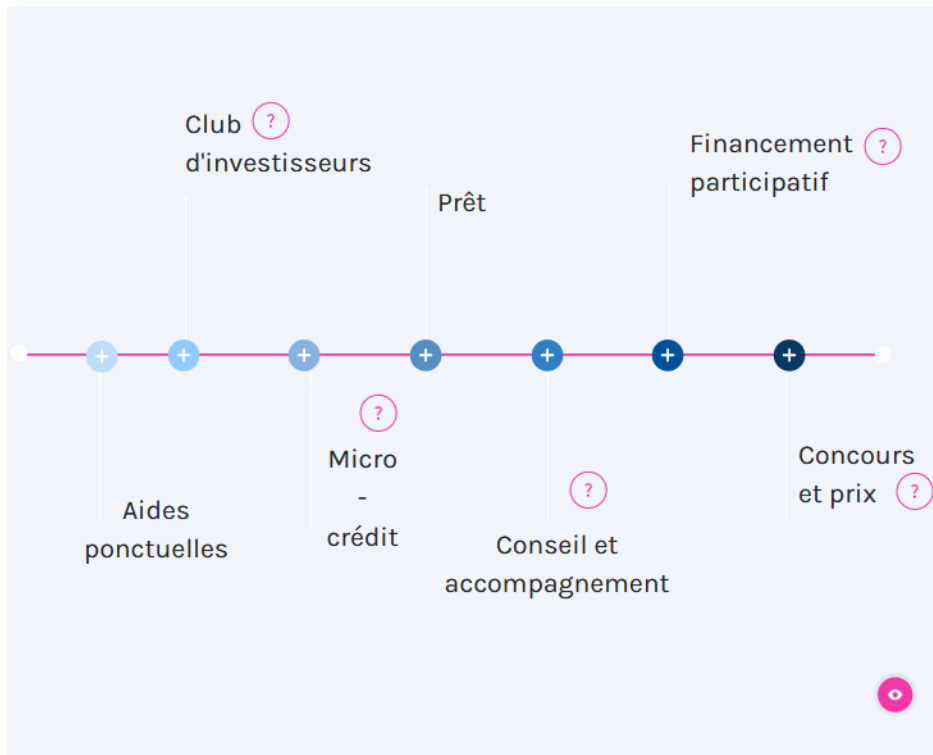 Club ?
d'investisseurs
Financement ?
participatif
Prêt
+ + + + + + +
?
Micro
-
crédit
Aides
ponctuelles
?
Conseil et
accompagnement
Concours
et prix ?